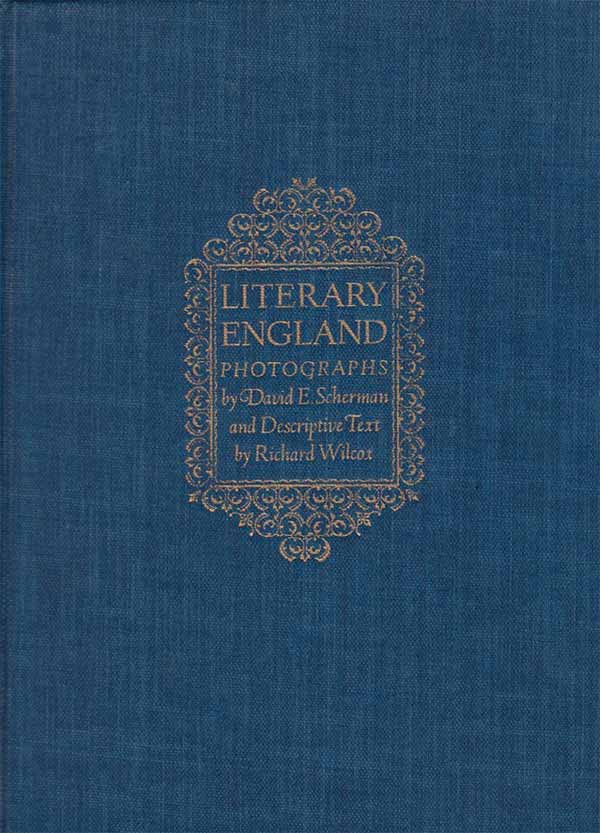 LITERARY
ENGLAND
PHOTOGRAPHS
by David E. Scherman
and Descriptive Text
by Richard Wilcox